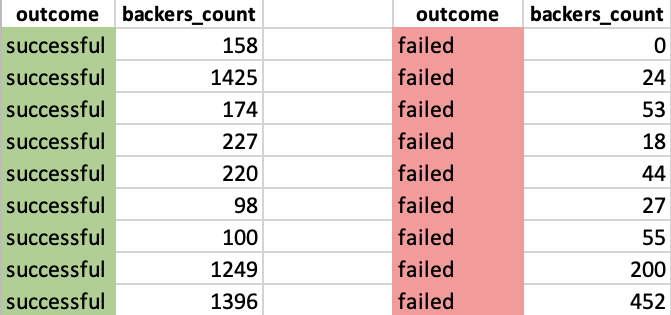 outcome backers_count outcome backers_count
successful 158 failed 0
successful 1425 failed 24
successful 174 failed 53
successful 227 failed 18
successful 220 failed 44
successful 98 failed 27
successful 100 failed 55
successful 1249 failed 200
successful 1396 failed 452